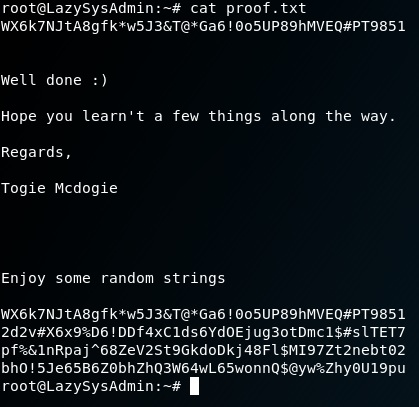 root@LazySysAdmin:~# cat proof.txt
WX6k7NJtA8gfk*w5J3&T@*Ga6!0o5UP89hMVEQ#PT9851
Well done :)
Hope you learn't a few things along the way.
Regards,
Togie Mcdogie
Enjoy some random strings
WX6k7NJtA8gfk*w5J3&T@*Ga6!0o5UP89hMVEQ#PT9851
2d2v#X6x9%D6!DDf4xC1ds6YdOEjug3otDmc1$#slTET7
pf%&1nRpaj^68ZeV2St9GkdoDkj48Fl$MI97Zt2nebt02
bhO!5Je65B6Z0bhZhQ3W64wL65wonnQ$@yw%Zhy0U19pu
root@LazySysAdmin:~#